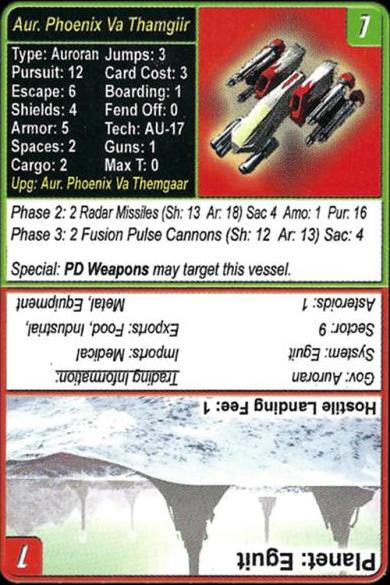 Aur. Phoenix Va Thamgiir
1
Type: Auroran Jumps: 3
Pursuit: 12 Card Cost: 3
Escape: 6 Boarding: 1
Shields: 4 Fend Off: 0
Armor: 5 Tech: AU-17
Spaces: 2 Guns: 1
Cargo: 2 Max T: 0
Upg: Aur. Phoenix Va Themgaar
Phase 2: 2 Radar Missiles (Sh: 13 Ar: 18) Sac 4 Amo: 1 Pur: 16
Phase 3: 2 Fusion Pulse Cannons (Sh: 12 Ar: 13) Sac: 4
Special: PD Weapons may target this vessel.
Planet: Eguit
1
Hostile Landing Fee: 1
Gov: Auroran
System: Eguit
Sector: 9
Asteroids: 1
Trading Information:
Imports: Medical
Exports: Food, Industrial,
Metal, Equipment